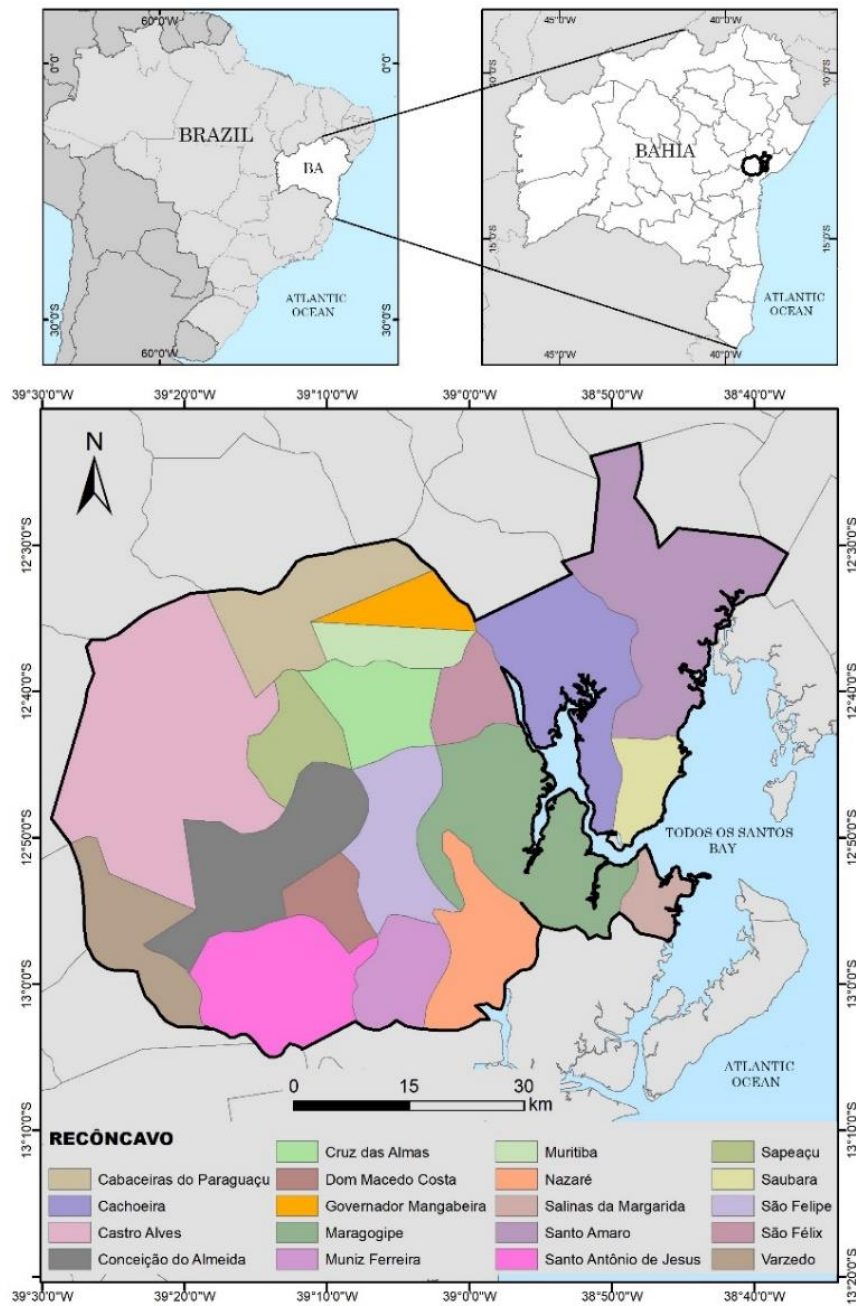 60°0'W
0°0'
0°0'
BRAZIL
BA
ATLANTIC
OCEAN
30°0'S
30°0'S
60°0'W
40°0'W
10°0'S
10°0'S
BAHIA
15°0'S
15°0'S
ATLANTIC
OCEAN
45°0'W
40°0'W
39°30'0"W
39°20'0"W
39°10'0"W
39°0'0"W
38°50'0"W
38°40'0"W
N
12°30'0"S
12°30'0"S
12°40'0"S
12°40'0"S
12°50'0"S
12°50'0"S
TODOS OS SANTOS
BAY
13°0'0"S
13°0'0"S
ATLANTIC
OCEAN
0 15 30
km
13°10'0"S
13°10'0"S
RECÔNCAVO
Cabaceiras do Paraguaçu
Cachoeira
Castro Alves
Conceição do Almeida
Cruz das Almas
Dom Macedo Costa
Governador Mangabeira
Maragogipe
Muniz Ferreira
Muritiba
Nazaré
Salinas da Margarida
Santo Amaro
Santo Antônio de Jesus
Sapeaçu
Saubara
São Felipe
São Félix
Varzedo
13°20'0"S
13°20'0"S
39°30'0"W
39°20'0"W
39°10'0"W
39°0'0"W
38°50'0"W
38°40'0"W